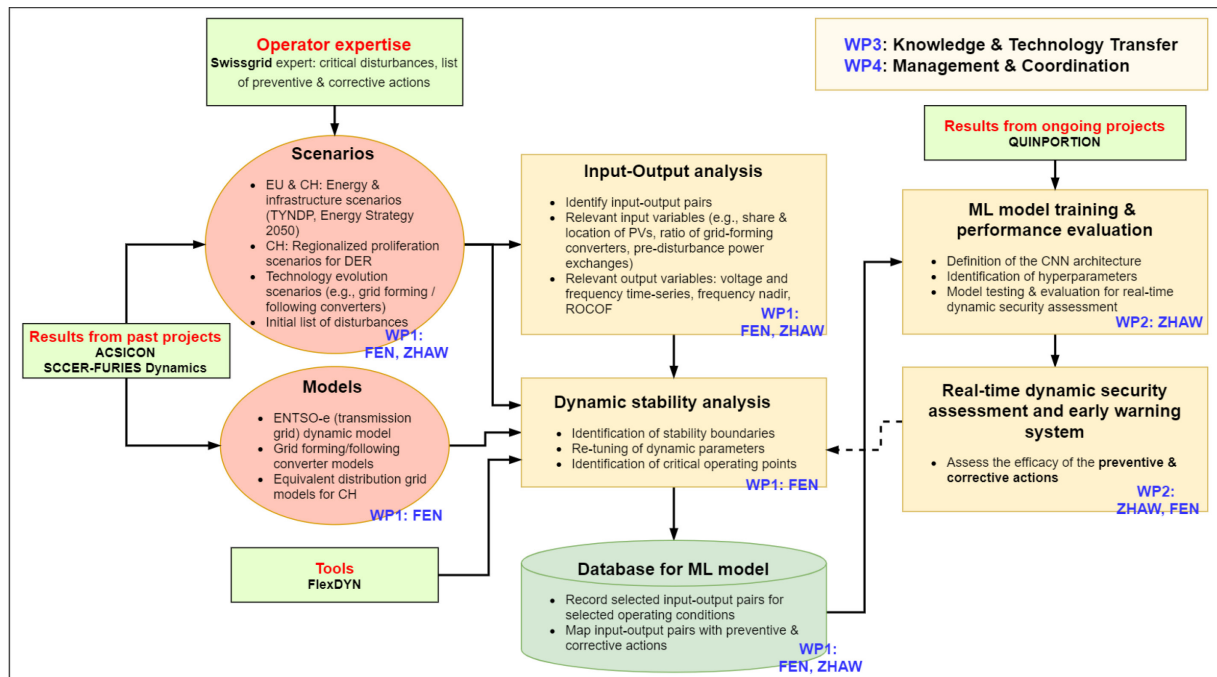 Operator expertise
Swissgrid expert: critical disturbances, list
of preventive & corrective actions
WP3: Knowledge & Technology Transfer
WP4: Management & Coordination
Scenarios
• EU & CH: Energy &
infrastructure scenarios
(TYNDP, Energy Strategy
2050)
• CH: Regionalized proliferation
scenarios for DER
• Technology evolution
scenarios (e.g., grid forming /
following converters)
• Initial list of disturbances
WP1:
FEN, ZHAW
Results from past projects
ACSICON
SCCER-FURIES Dynamics
Models
• ENTSO-e (transmission
grid) dynamic model
• Grid forming/following
converter models
• Equivalent distribution grid
models for CH
WP1: FEN
Tools
FlexDYN
Input-Output analysis
• Identify input-output pairs
• Relevant input variables (e.g., share &
location of PVs, ratio of grid-forming
converters, pre-disturbance power
exchanges)
• Relevant output variables: voltage and
frequency time-series, frequency nadir,
ROCOF
WP1:
FEN, ZHAW
Dynamic stability analysis
• Identification of stability boundaries
• Re-tuning of dynamic parameters
• Identification of critical operating points
WP1: FEN
Database for ML model
• Record selected input-output pairs for
selected operating conditions
• Map input-output pairs with preventive &
corrective actions
WP1:
FEN, ZHAW
Results from ongoing projects
QUINPORTION
ML model training &
performance evaluation
• Definition of the CNN architecture
• Identification of hyperparameters
• Model testing & evaluation for real-time
dynamic security assessment
WP2: ZHAW
Real-time dynamic security
assessment and early warning
system
• Assess the efficacy of the preventive &
corrective actions
WP2:
ZHAW, FEN